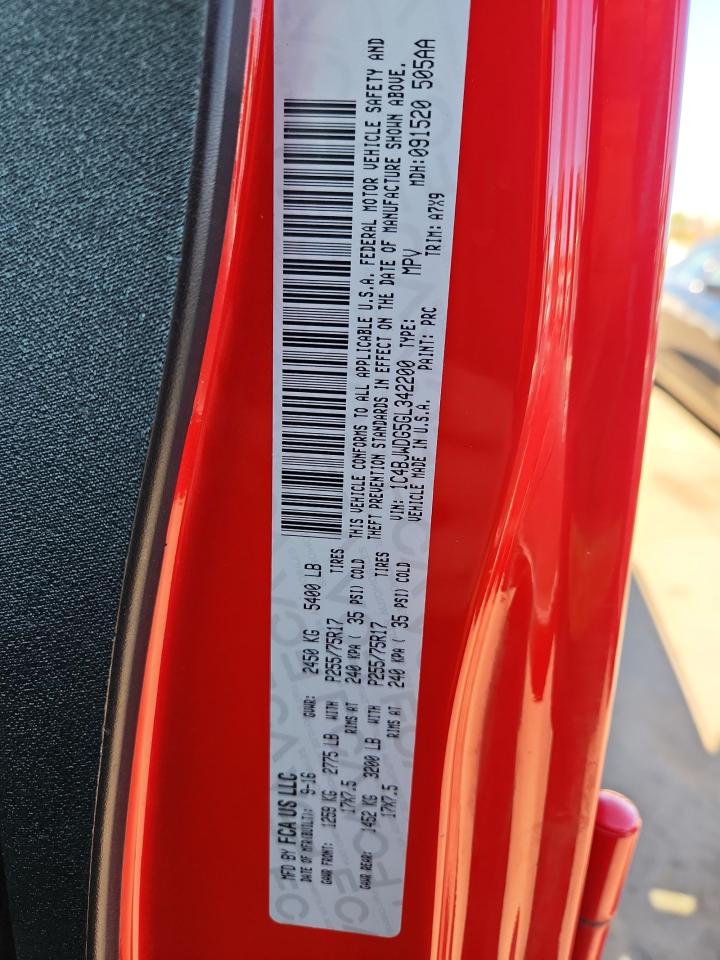 MFD BY FCA US LLC
DATE OF MFR(BUILT): 9-16 GVWR: 2450 KG 5400 LB
GAWR FRONT: 1259 KG 2775 LB WITH P255/75R17 TIRES
17X7.5 RIMS AT 240 KPA ( 35 PSI) COLD
GAWR REAR: 1452 KG 3200 LB WITH P255/75R17 TIRES
17X7.5 RIMS AT 240 KPA ( 35 PSI) COLD
THIS VEHICLE CONFORMS TO ALL APPLICABLE U.S.A. FEDERAL MOTOR VEHICLE SAFETY AND
THEFT PREVENTION STANDARDS IN EFFECT ON THE DATE OF MANUFACTURE SHOWN ABOVE.
VIN: 1C4BJWDG5GL342200 TYPE: MPV MDH:091520 505AA
VEHICLE MADE IN U.S.A. PAINT: PRC TRIM: A7X9